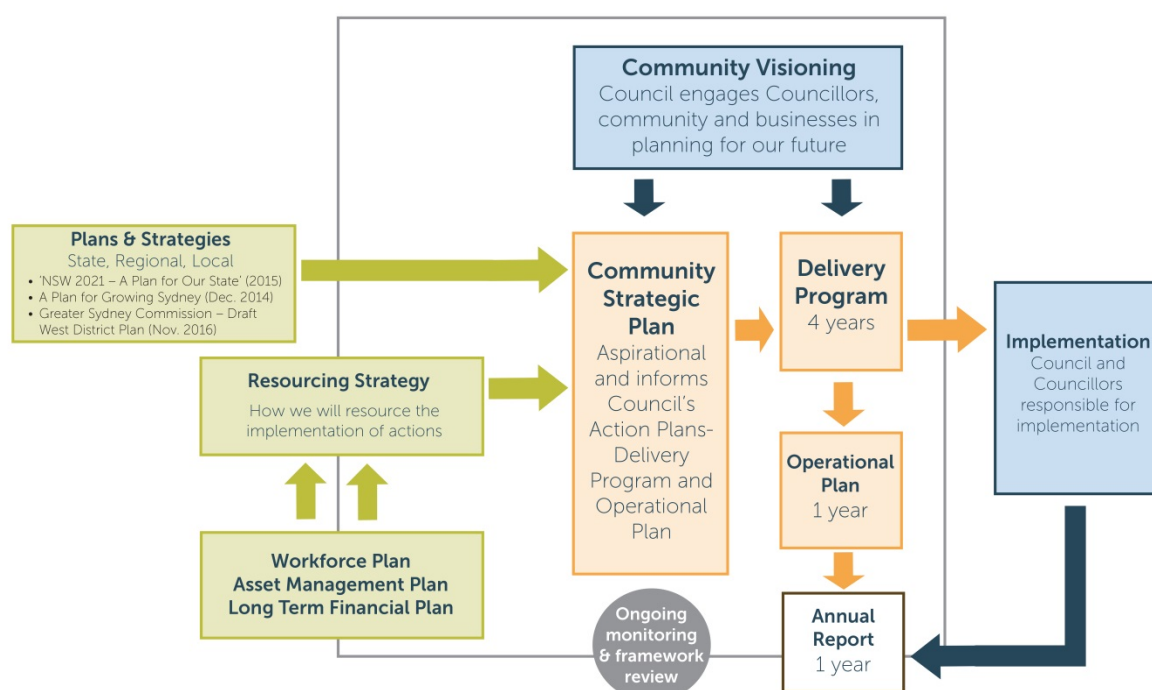 Community Visioning
Council engages Councillors,
community and businesses in
planning for our future
Plans & Strategies
State, Regional, Local
• ‘NSW 2021 – A Plan for Our State’ (2015)
• A Plan for Growing Sydney (Dec. 2014)
• Greater Sydney Commission – Draft
West District Plan (Nov. 2016)
Resourcing Strategy
How we will resource the
implementation of actions
Workforce Plan
Asset Management Plan
Long Term Financial Plan
Community
Strategic
Plan
Aspirational
and informs
Council’s
Action Plans-
Delivery
Program and
Operational
Plan
Delivery
Program
4 years
Operational
Plan
1 year
Annual
Report
1 year
Implementation
Council and
Councillors
responsible for
implementation
Ongoing
monitoring
& framework
review